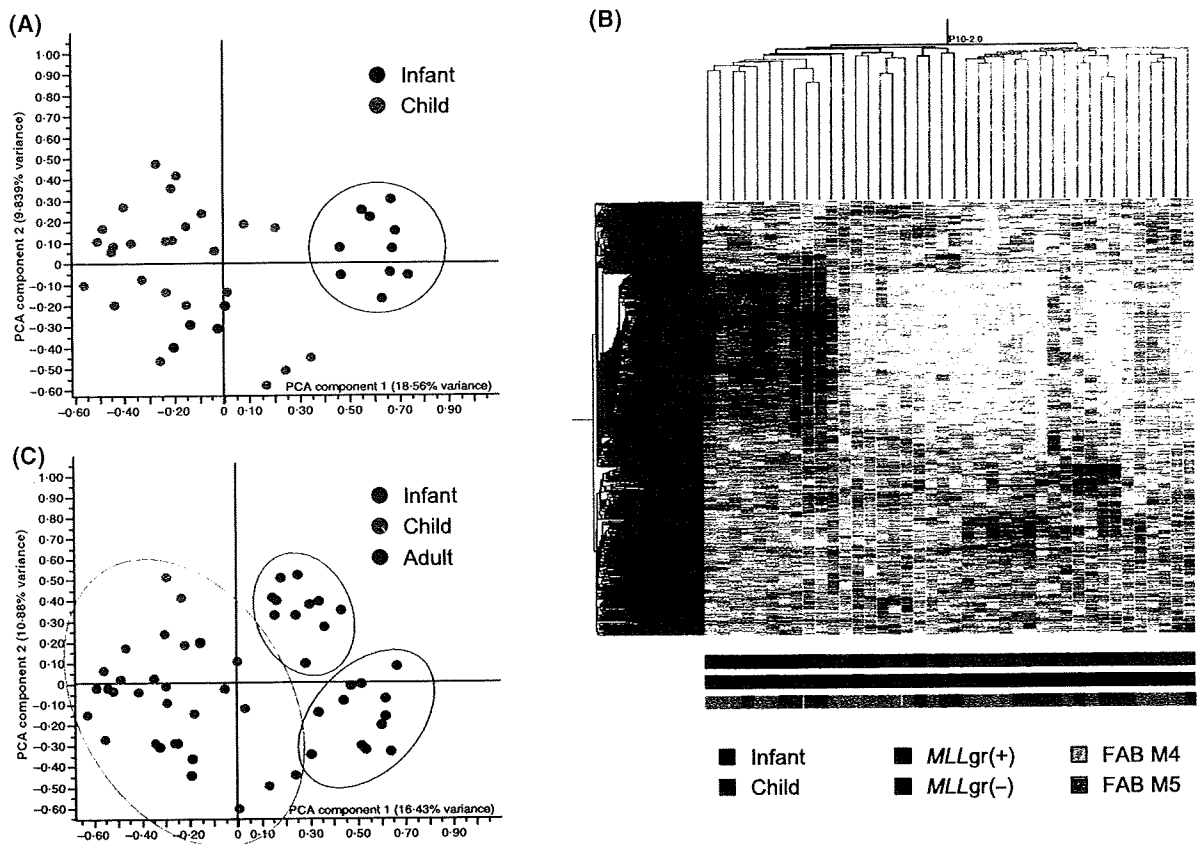 (A)
1·00
0·90
0·80
0·70
0·60
0·50
0·40
0·30
0·20
0·10
0
−0·10
−0·20
−0·30
−0·40
−0·50
−0·60
PCA component 2 (9·839% variance)
Infant
Child
PCA component 1 (18·56% variance)
−0·60
−0·40
−0·20
0
0·10
0·30
0·50
0·70
0·90
(B)
P10-2.0
Infant
Child
MLLgr(+)
MLLgr(−)
FAB M4
FAB M5
(C)
1·00
0·90
0·80
0·70
0·60
0·50
0·40
0·30
0·20
0·10
0
−0·10
−0·20
−0·30
−0·40
−0·50
−0·60
PCA component 2 (10·88% variance)
Infant
Child
Adult
PCA component 1 (16·43% variance)
−0·60
−0·40
−0·20
0
0·10
0·30
0·50
0·70
0·90